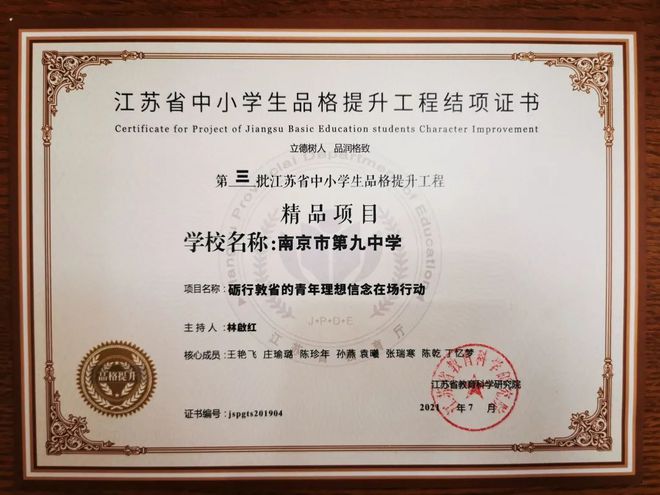 江苏省中小学生品格提升工程结项证书
Certificate for Project of Jiangsu Basic Education students Character Improvement
立德树人 品润格致
第三批江苏省中小学生品格提升工程
精品项目
学校名称:南京市第九中学
项目名称: 砺行敦省的青年理想信念在场行动
主持人 林啟红
核心成员: 王艳飞 庄瑜璐 陈珍年 孙燕 袁曦 张瑞寒 陈乾 丁忆梦
J•P•D•E
品格提升
江苏省教育科学研究院
证书编号: jspgts201904
2021 年 7 月